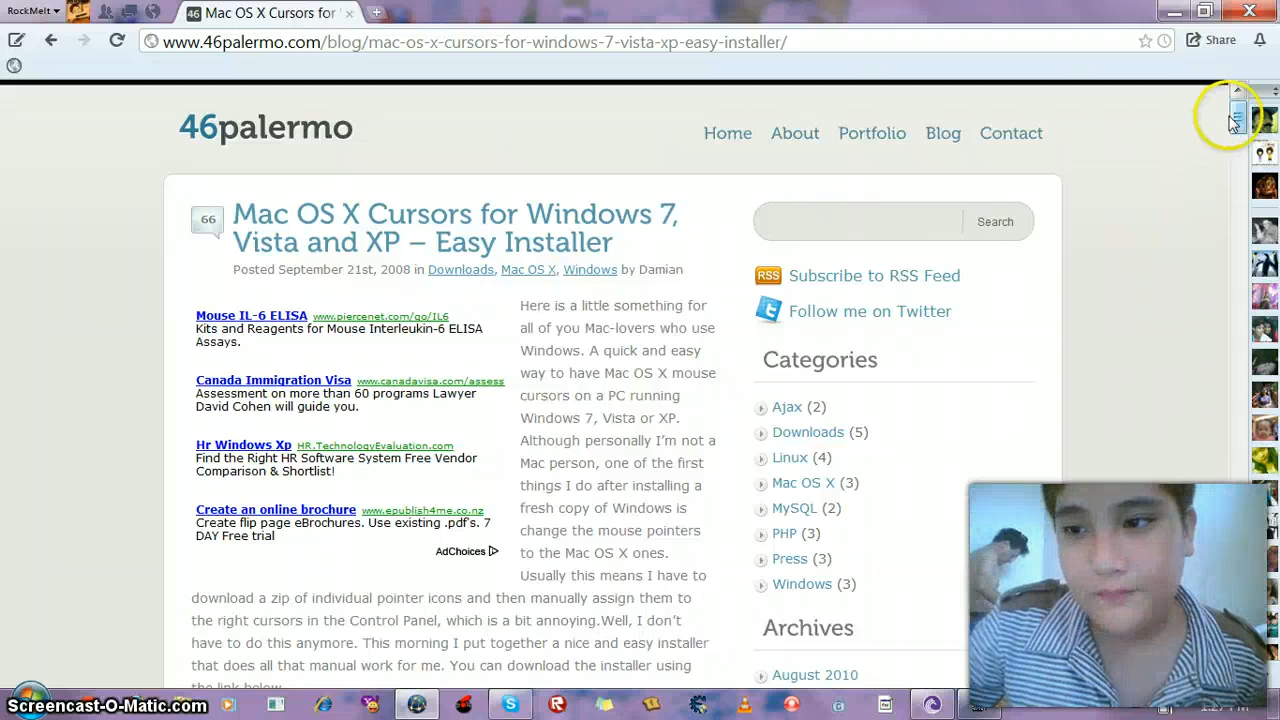 RockMelt
46 Mac OS X Cursors for
www.46palermo.com/blog/mac-os-x-cursors-for-windows-7-vista-xp-easy-installer/
Share
46palermo
Home About Portfolio Blog Contact
66
Mac OS X Cursors for Windows 7,
Vista and XP – Easy Installer
Posted September 21st, 2008 in Downloads, Mac OS X, Windows by Damian
Mouse IL-6 ELISA www.piercenet.com/go/IL6
Kits and Reagents for Mouse Interleukin-6 ELISA
Assays.
Canada Immigration Visa www.canadavisa.com/assess
Assessment on more than 60 programs Lawyer
David Cohen will guide you.
Hr Windows Xp HR.TechnologyEvaluation.com
Find the Right HR Software System Free Vendor
Comparison & Shortlist!
Create an online brochure www.epublish4me.co.nz
Create flip page eBrochures. Use existing .pdf's. 7
DAY Free trial
AdChoices
Here is a little something for
all of you Mac-lovers who use
Windows. A quick and easy
way to have Mac OS X mouse
cursors on a PC running
Windows 7, Vista or XP.
Although personally I'm not a
Mac person, one of the first
things I do after installing a
fresh copy of Windows is
change the mouse pointers
to the Mac OS X ones.
Usually this means I have to
download a zip of individual pointer icons and then manually assign them to
the right cursors in the Control Panel, which is a bit annoying.Well, I don't
have to do this anymore. This morning I put together a nice and easy installer
that does all that manual work for me. You can download the installer using
the link below.
Search
RSS Subscribe to RSS Feed
Follow me on Twitter
Categories
Ajax (2)
Downloads (5)
Linux (4)
Mac OS X (3)
MySQL (2)
PHP (3)
Press (3)
Windows (3)
Archives
August 2010
Screencast-O-Matic.com
1:27 PM